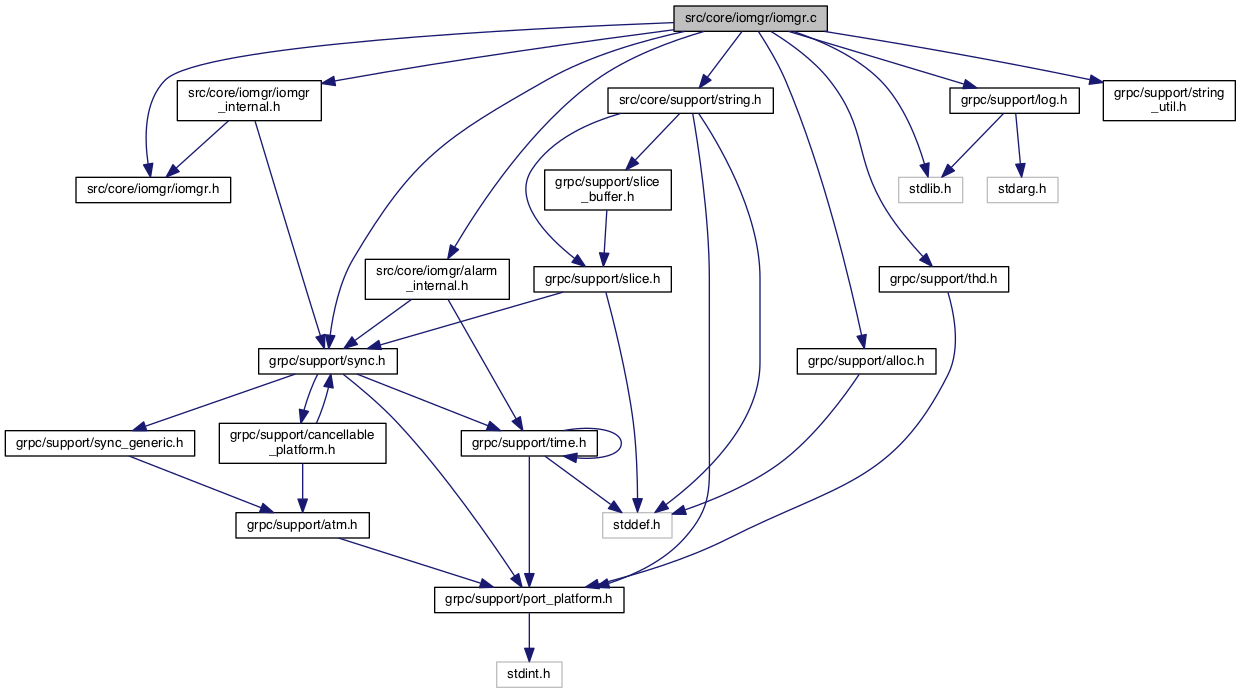 src/core/iomgr/iomgr.c
src/core/iomgr/iomgr
_internal.h
src/core/support/string.h
grpc/support/log.h
grpc/support/string
_util.h
src/core/iomgr/iomgr.h
grpc/support/slice
_buffer.h
stdlib.h
stdarg.h
src/core/iomgr/alarm
_internal.h
grpc/support/slice.h
grpc/support/thd.h
grpc/support/sync.h
grpc/support/alloc.h
grpc/support/sync_generic.h
grpc/support/cancellable
_platform.h
grpc/support/time.h
grpc/support/atm.h
stddef.h
grpc/support/port_platform.h
stdint.h